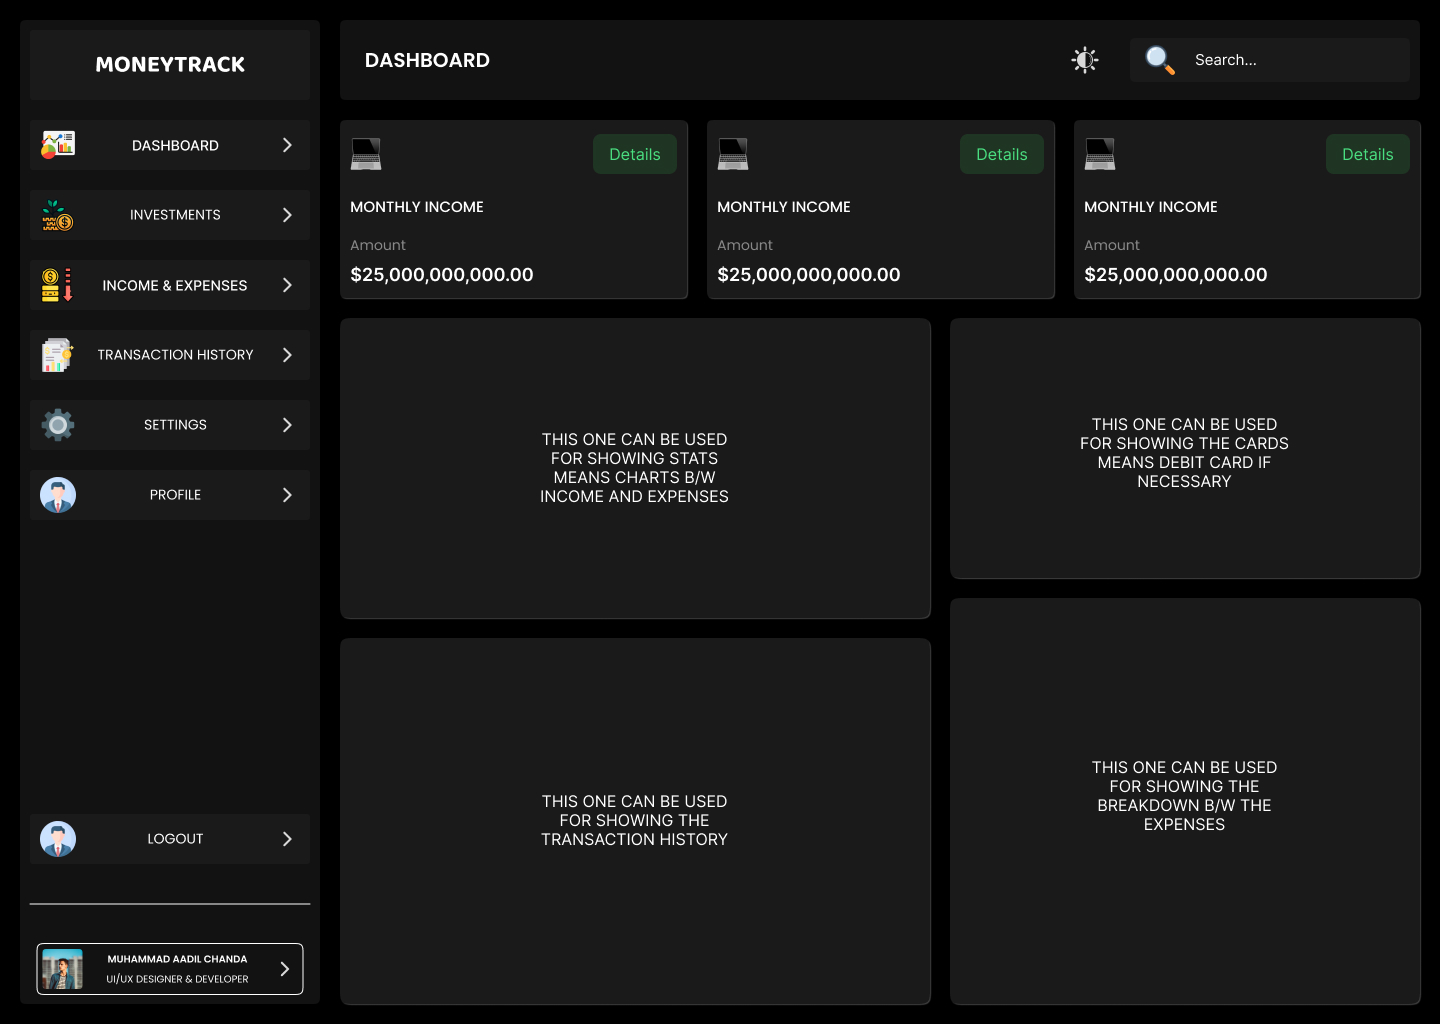 MONEYTRACK
DASHBOARD
INVESTMENTS
INCOME & EXPENSES
TRANSACTION HISTORY
SETTINGS
PROFILE
LOGOUT
MUHAMMAD AADIL CHANDA
UI/UX DESIGNER & DEVELOPER
DASHBOARD
Search...
Details
MONTHLY INCOME
Amount
$25,000,000,000.00
Details
MONTHLY INCOME
Amount
$25,000,000,000.00
Details
MONTHLY INCOME
Amount
$25,000,000,000.00
THIS ONE CAN BE USED
FOR SHOWING STATS
MEANS CHARTS B/W
INCOME AND EXPENSES
THIS ONE CAN BE USED
FOR SHOWING THE CARDS
MEANS DEBIT CARD IF
NECESSARY
THIS ONE CAN BE USED
FOR SHOWING THE
TRANSACTION HISTORY
THIS ONE CAN BE USED
FOR SHOWING THE
BREAKDOWN B/W THE
EXPENSES